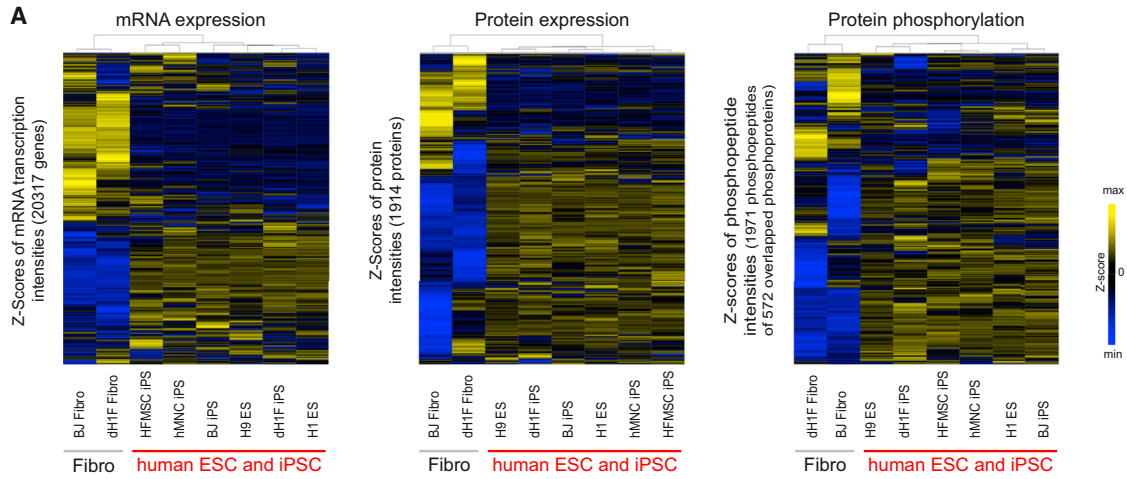 A
mRNA expression
Z-Scores of mRNA transcription
intensities (20317 genes)
BJ Fibro
dH1F Fibro
HFMSC iPS
hMNC iPS
BJ iPS
H9 ES
dH1F iPS
H1 ES
Fibro
human ESC and iPSC
Protein expression
Z-Scores of protein
intensities (1914 proteins)
BJ Fibro
dH1F Fibro
H9 ES
dH1F iPS
BJ iPS
H1 ES
hMNC iPS
HFMSC iPS
Fibro
human ESC and iPSC
Protein phosphorylation
Z-scores of phosphopeptide
intensities (1971 phosphopeptides
of 572 overlapped phosphoproteins)
dH1F Fibro
BJ Fibro
H9 ES
dH1F iPS
HFMSC iPS
hMNC iPS
H1 ES
BJ iPS
Fibro
human ESC and iPSC
max
Z-score
0
min